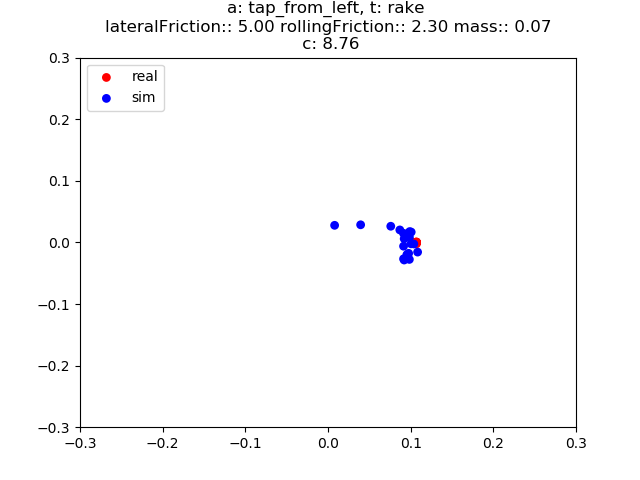 a: tap_from_left, t: rake
lateralFriction:: 5.00 rollingFriction:: 2.30 mass:: 0.07
c: 8.76
real
sim
0.3
0.2
0.1
0.0
−0.1
−0.2
−0.3
−0.3 −0.2 −0.1 0.0 0.1 0.2 0.3